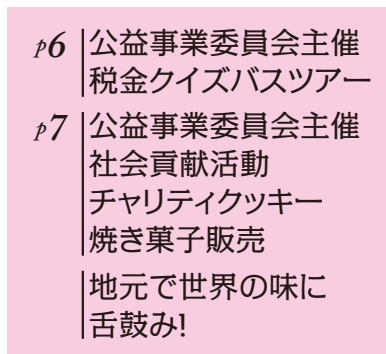 p6 公益事業委員会主催
税金クイズバスツアー
p7 公益事業委員会主催
社会貢献活動
チャリティクッキー
焼き菓子販売
地元で世界の味に
舌鼓み!